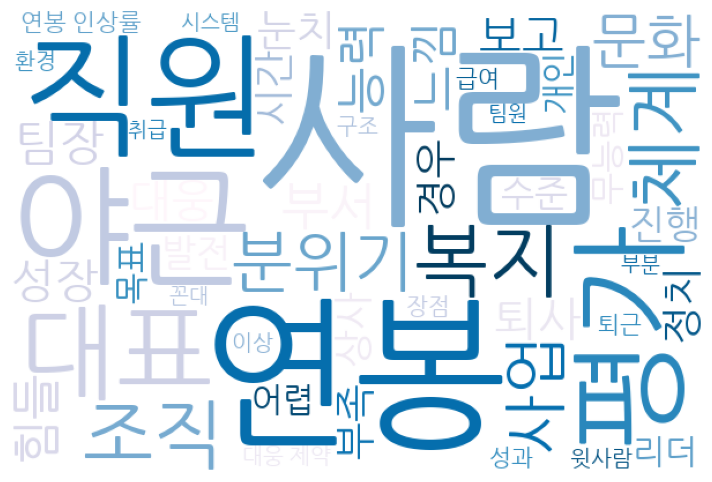 연봉 인상률
시스템
눈치
보고
문화
환경
직원
시간
능력
느낌
급여
개인
팀장
취급
사람
구조
팀원
무능력
체계
야근
대웅
부서
경우
수준
진행
성장
목표
발전
분위기
복지
평가
부분
정치
꼰대
대표
연봉
이상
상사
장점
퇴사
퇴근
힘들
조직
어렵
부족
사업
리더
대웅 제약
성과
윗사람